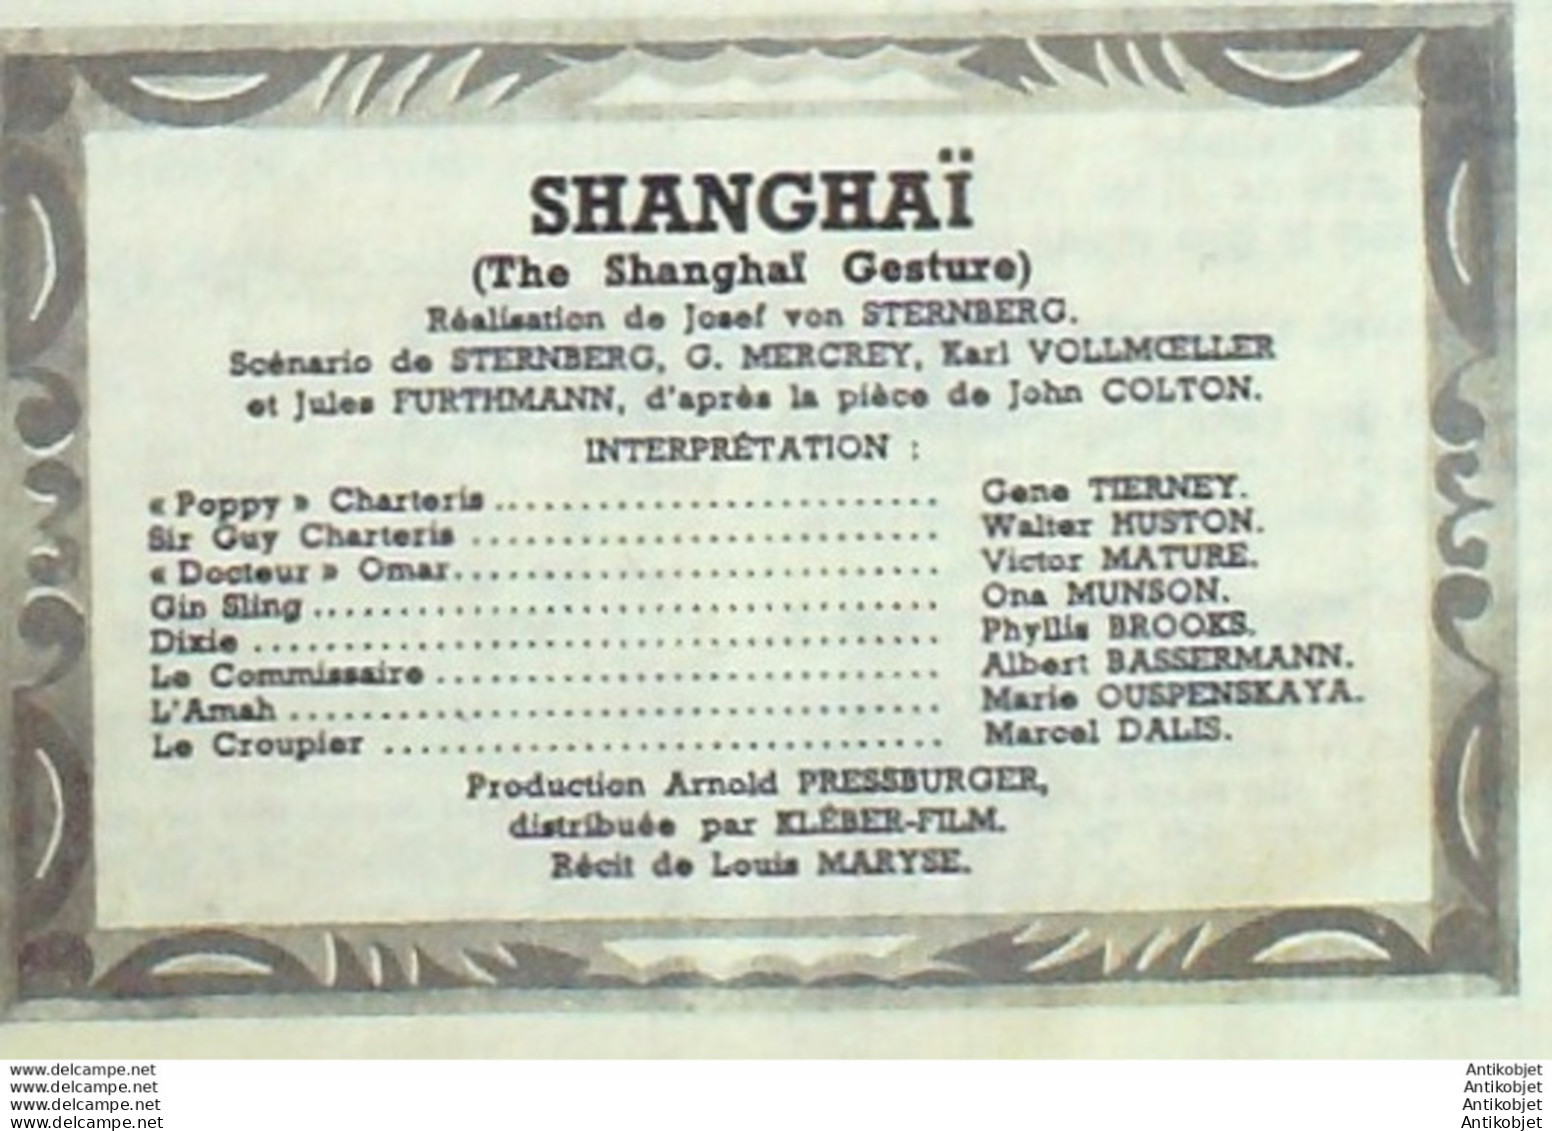 SHANGHAÏ
(The Shanghaï Gesture)
Réalisation de Josef von STERNBERG.
Scénario de STERNBERG, G. MERCREY, Karl VOLLMŒLLER
et Jules FURTHMANN, d'après la pièce de John COLTON.
INTERPRÉTATION :
« Poppy » Charteris .............................. Gene TIERNEY.
Sir Guy Charteris .............................. Walter HUSTON.
« Docteur » Omar.............................. Victor MATURE.
Gin Sling .............................. Ona MUNSON.
Dixie .............................. Phyllis BROOKS.
Le Commissaire .............................. Albert BASSERMANN.
L'Amah .............................. Marie OUSPENSKAYA.
Le Croupier .............................. Marcel DALIS.
Production Arnold PRESSBURGER,
distribuée par KLÉBER-FILM.
Récit de Louis MARYSE.
www.delcampe.net Antikobjet
www.delcampe.net Antikobjet
www.delcampe.net Antikobjet
www.delcampe.net Antikobjet